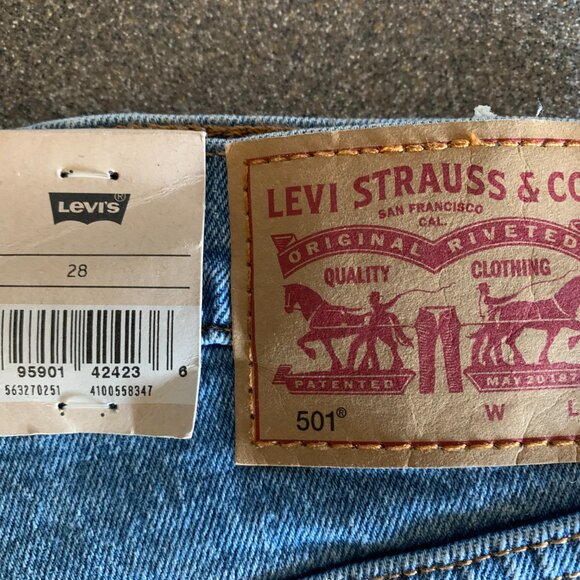 LEVI'S®
28
95901 42423 6
563270251 4100558347
LEVI STRAUSS & CO
SAN FRANCISCO
CAL.
ORIGINAL RIVETED
QUALITY CLOTHING
PATENTED MAY 20 18
501® W L